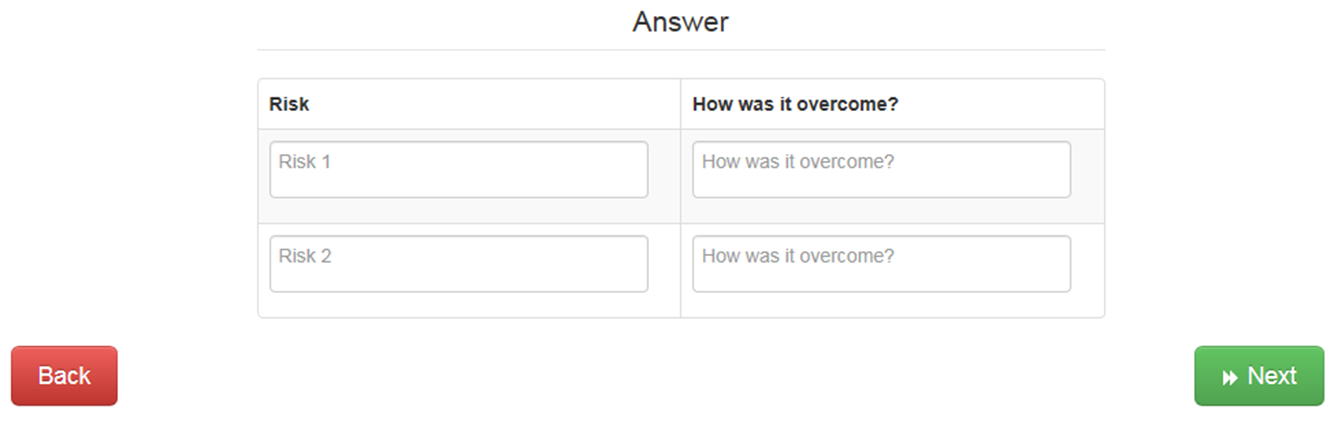 Answer
Risk How was it overcome?
Risk 1 How was it overcome?
Risk 2 How was it overcome?
Back Next